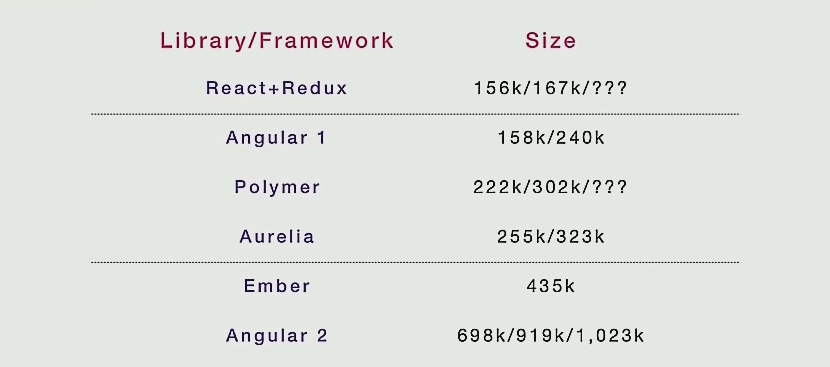 Library/Framework Size
React+Redux 156k/167k/???
Angular 1 158k/240k
Polymer 222k/302k/???
Aurelia 255k/323k
Ember 435k
Angular 2 698k/919k/1,023k